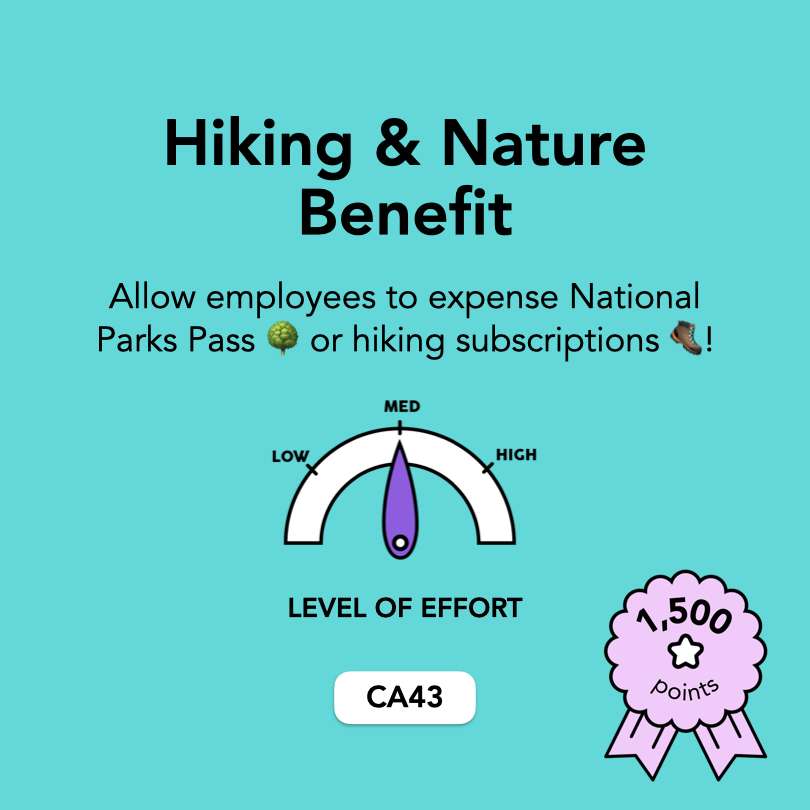 Hiking & Nature
Benefit
Allow employees to expense National
Parks Pass 🌳 or hiking subscriptions 🥾!
MED
LOW
HIGH
LEVEL OF EFFORT
CA43
1,500
points